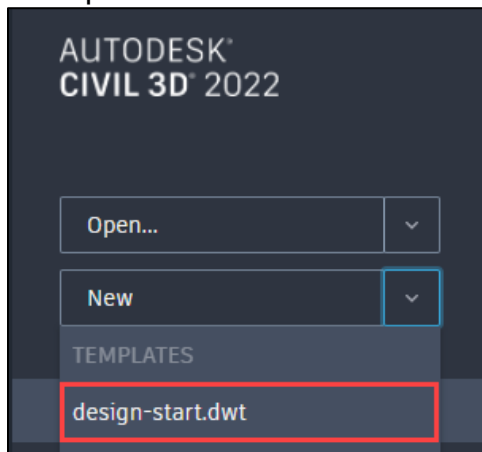 AUTODESK®
CIVIL 3D® 2022
Open...
New
TEMPLATES
design-start.dwt